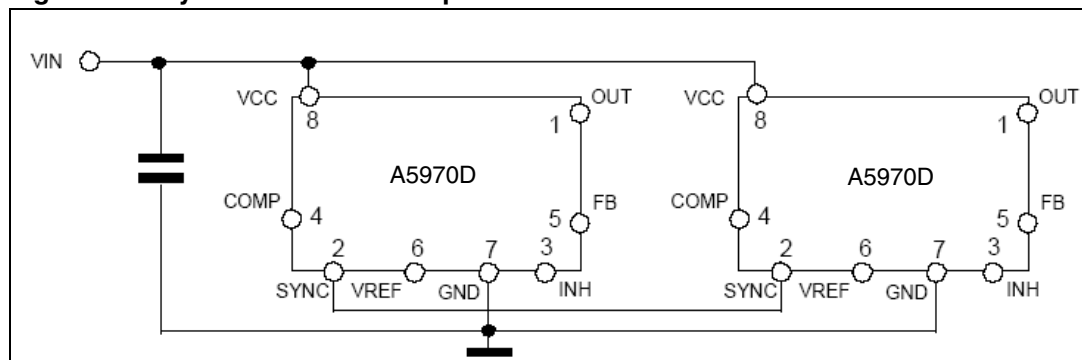 VIN
VCC
8
OUT
1
A5970D
COMP
4
FB
5
2
6
7
3
SYNC
VREF
GND
INH
VCC
8
OUT
1
A5970D
COMP
4
FB
5
2
6
7
3
SYNC
VREF
GND
INH